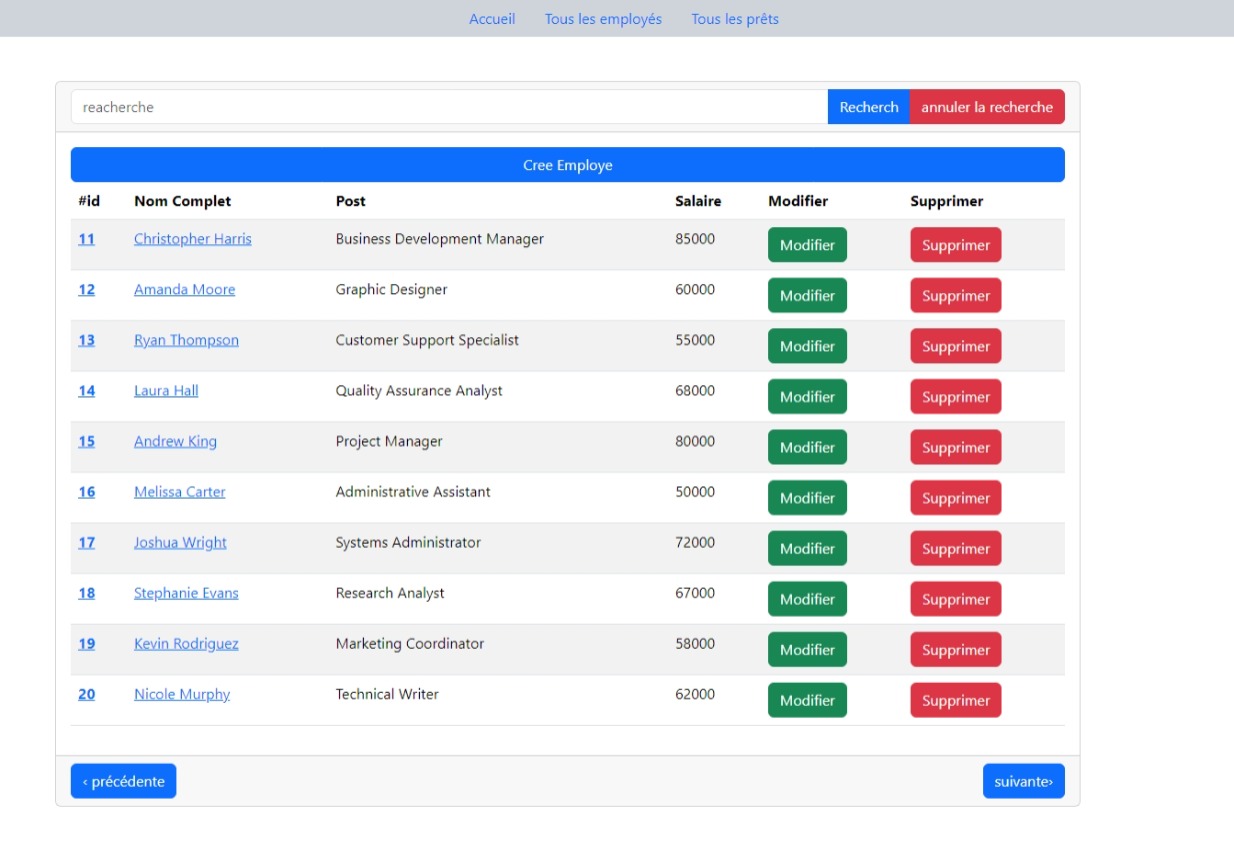 Accueil Tous les employés Tous les prêts
reacherche Recherch annuler la recherche
Cree Employe
#id Nom Complet Post Salaire Modifier Supprimer
11 Christopher Harris Business Development Manager 85000 Modifier Supprimer
12 Amanda Moore Graphic Designer 60000 Modifier Supprimer
13 Ryan Thompson Customer Support Specialist 55000 Modifier Supprimer
14 Laura Hall Quality Assurance Analyst 68000 Modifier Supprimer
15 Andrew King Project Manager 80000 Modifier Supprimer
16 Melissa Carter Administrative Assistant 50000 Modifier Supprimer
17 Joshua Wright Systems Administrator 72000 Modifier Supprimer
18 Stephanie Evans Research Analyst 67000 Modifier Supprimer
19 Kevin Rodriguez Marketing Coordinator 58000 Modifier Supprimer
20 Nicole Murphy Technical Writer 62000 Modifier Supprimer
‹ précédente suivante›